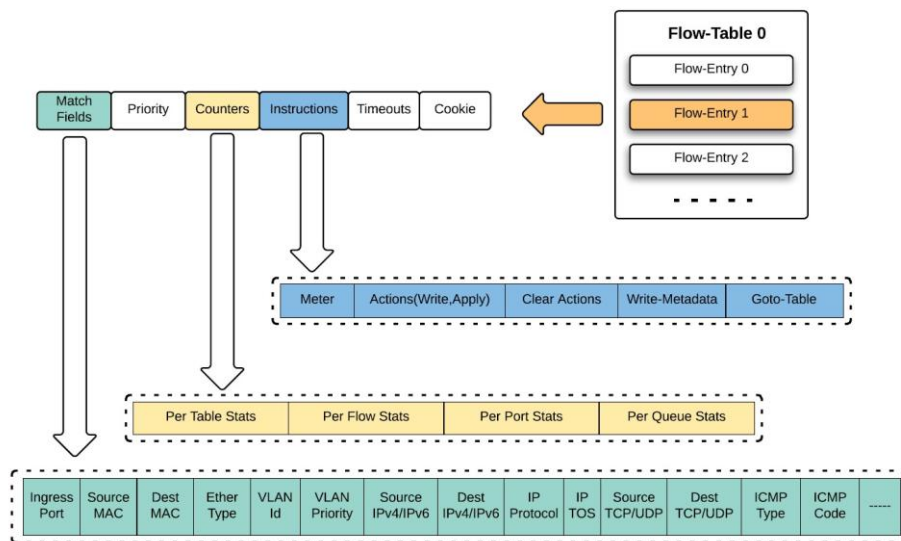 Flow-Table 0
Flow-Entry 0
Flow-Entry 1
Flow-Entry 2
- - - - -
Match Fields
Priority
Counters
Instructions
Timeouts
Cookie
Meter
Actions(Write,Apply)
Clear Actions
Write-Metadata
Goto-Table
Per Table Stats
Per Flow Stats
Per Port Stats
Per Queue Stats
Ingress Port
Source MAC
Dest MAC
Ether Type
VLAN Id
VLAN Priority
Source IPv4/IPv6
Dest IPv4/IPv6
IP Protocol
IP TOS
Source TCP/UDP
Dest TCP/UDP
ICMP Type
ICMP Code
-----